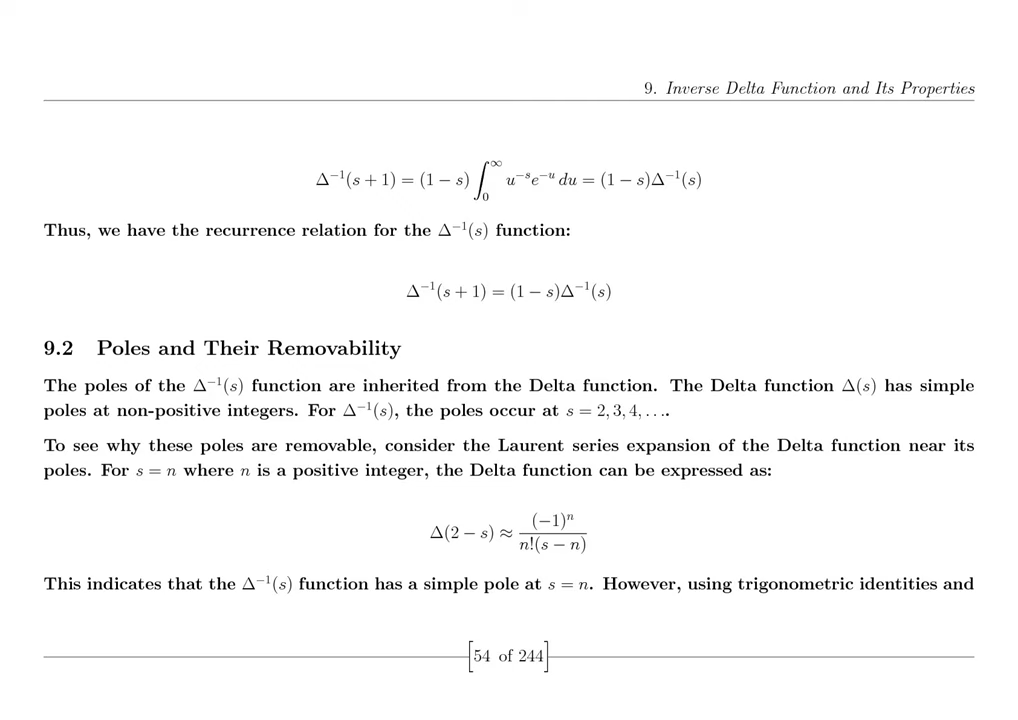 9. Inverse Delta Function and Its Properties
Δ⁻¹(s + 1) = (1 − s) ∫₀^∞ u⁻ˢe⁻ᵘ du = (1 − s)Δ⁻¹(s)
Thus, we have the recurrence relation for the Δ⁻¹(s) function:
Δ⁻¹(s + 1) = (1 − s)Δ⁻¹(s)
9.2 Poles and Their Removability
The poles of the Δ⁻¹(s) function are inherited from the Delta function. The Delta function Δ(s) has simple
poles at non-positive integers. For Δ⁻¹(s), the poles occur at s = 2, 3, 4, . . ..
To see why these poles are removable, consider the Laurent series expansion of the Delta function near its
poles. For s = n where n is a positive integer, the Delta function can be expressed as:
Δ(2 − s) ≈ (−1)ⁿ / n!(s − n)
This indicates that the Δ⁻¹(s) function has a simple pole at s = n. However, using trigonometric identities and
[54 of 244]